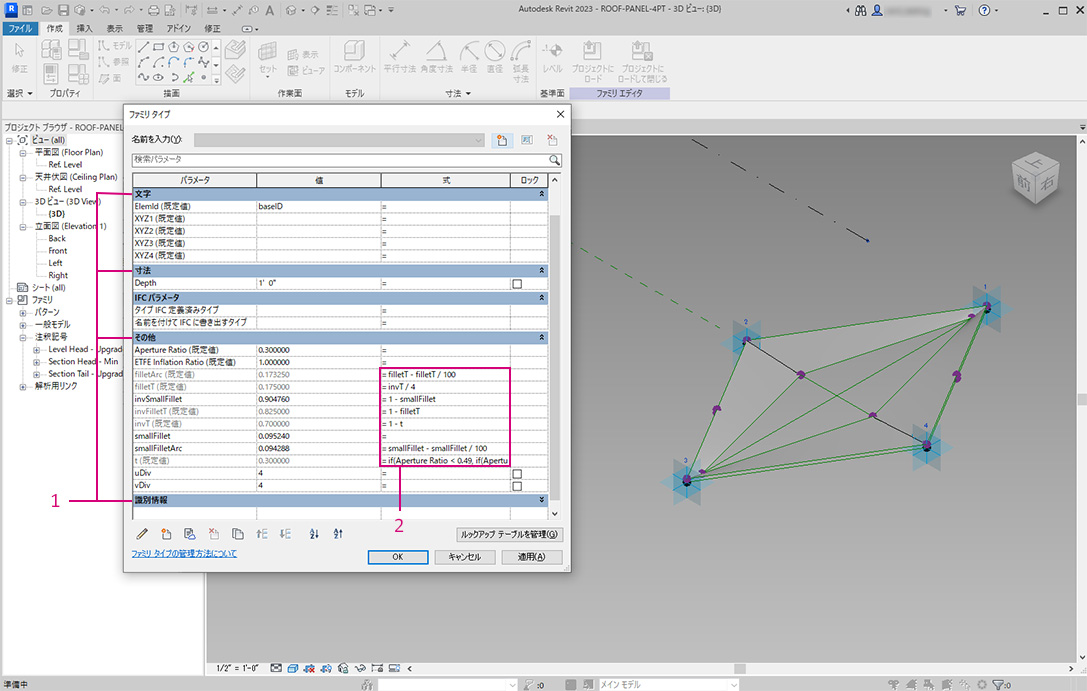 Autodesk Revit 2023 - ROOF-PANEL-4PT - 3D ビュー: {3D}
ファイル 作成 挿入 表示 管理 アドイン 修正
修正
モデル
参照
面
セット
表示
ビューア
コンポーネント
平行寸法 角度寸法 半径 直径 弧長寸法
レベル
プロジェクトにロード
プロジェクトにロードして閉じる
選択 ▼ プロパティ 描画 作業面 モデル 寸法 ▼ 基準面 ファミリ エディタ
プロジェクト ブラウザ - ROOF-PANEL
ビュー (all)
平面図 (Floor Plan)
Ref. Level
天井伏図 (Ceiling Plan)
Ref. Level
3D ビュー (3D View)
{3D}
立面図 (Elevation 1)
Back
Front
Left
Right
シート (all)
ファミリ
パターン
一般モデル
注釈記号
Level Head - Upgrad
Section Head - Min
Section Tail - Upgrad
解析用リンク
ファミリ タイプ
名前を入力(Y):
検索パラメータ
パラメータ 値 式 ロック
文字
ElemId (既定値) baseID =
XYZ1 (既定値) =
XYZ2 (既定値) =
XYZ3 (既定値) =
XYZ4 (既定値) =
寸法
Depth 1' 0" =
IFC パラメータ
タイプ IFC 定義済みタイプ =
名前を付けて IFC に書き出すタイプ =
その他
Aperture Ratio (既定値) 0.300000 =
ETFE Inflation Ratio (既定値) 1.000000 =
filletArc (既定値) 0.173250 = filletT - filletT / 100
filletT (既定値) 0.175000 = invT / 4
invSmallFillet 0.904760 = 1 - smallFillet
invFilletT (既定値) 0.825000 = 1 - filletT
invT (既定値) 0.700000 = 1 - t
smallFillet 0.095240 =
smallFilletArc 0.094288 = smallFillet - smallFillet / 100
t (既定値) 0.300000 = if(Aperture Ratio < 0.49, if(Apertu
uDiv 4 =
vDiv 4 =
識別情報
ルックアップ テーブルを管理(G)
ファミリ タイプの管理方法について
OK キャンセル 適用(A)
1
2
上
前
右
1
2
3
4
1/2" = 1'-0"
準備中
:0
メイン モデル
:0